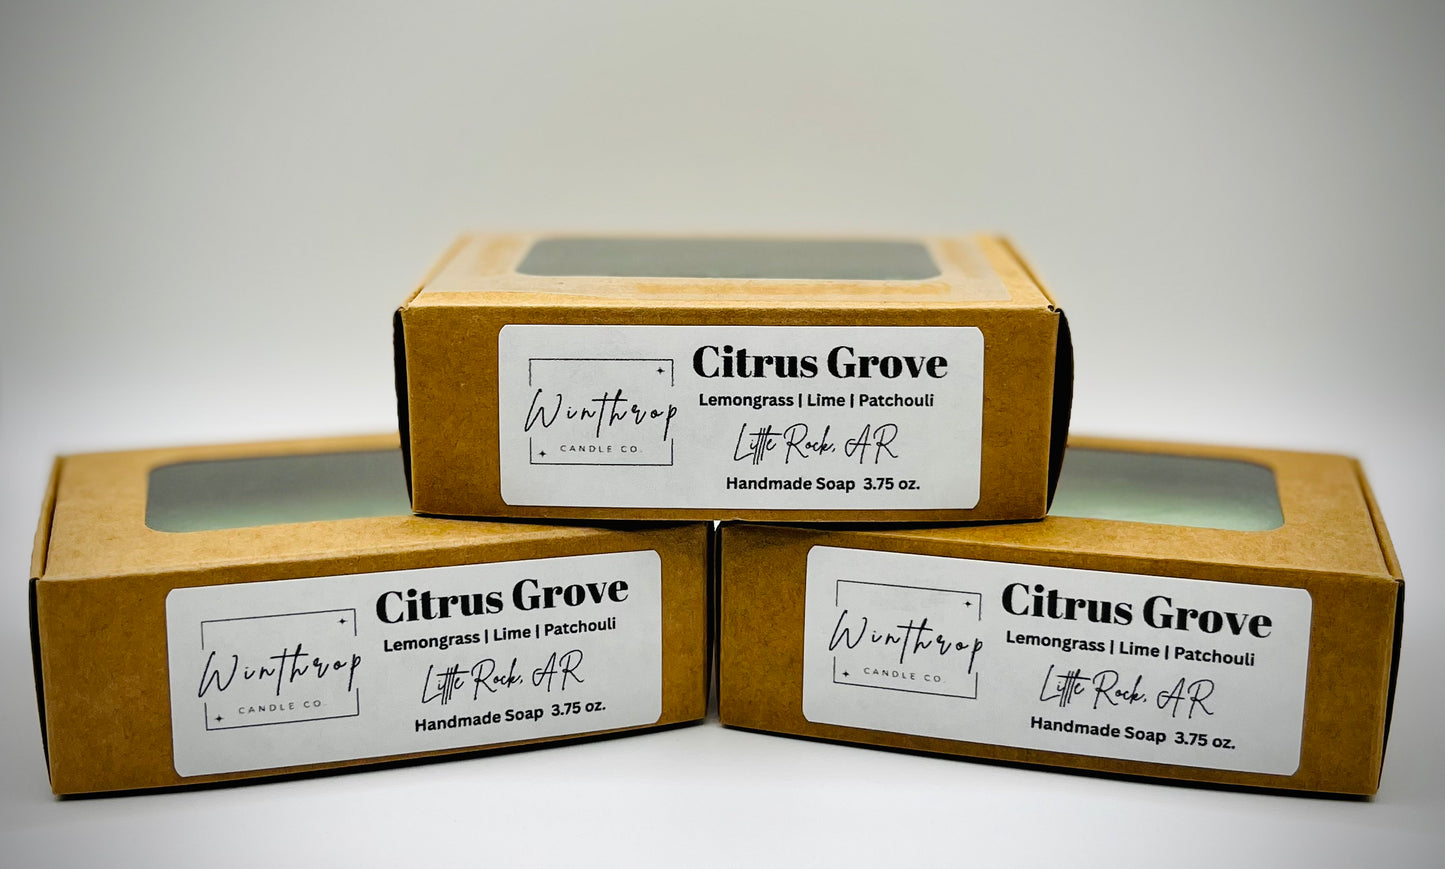 Winthrop
CANDLE CO.
Citrus Grove
Lemongrass | Lime | Patchouli
Little Rock, AR
Handmade Soap 3.75 oz.
Winthrop
CANDLE CO.
Citrus Grove
Lemongrass | Lime | Patchouli
Little Rock, AR
Handmade Soap 3.75 oz.
Winthrop
CANDLE CO.
Citrus Grove
Lemongrass | Lime | Patchouli
Little Rock, AR
Handmade Soap 3.75 oz.